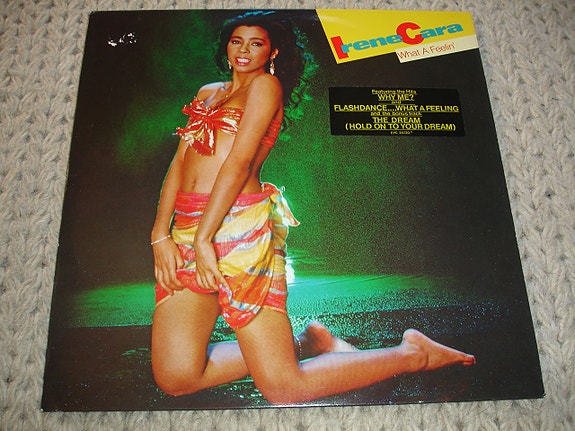 Irene Cara
What A Feelin'
Featuring the Hits
WHY ME?
and
FLASHDANCE....WHAT A FEELING
and the bonus track
THE DREAM
(HOLD ON TO YOUR DREAM)